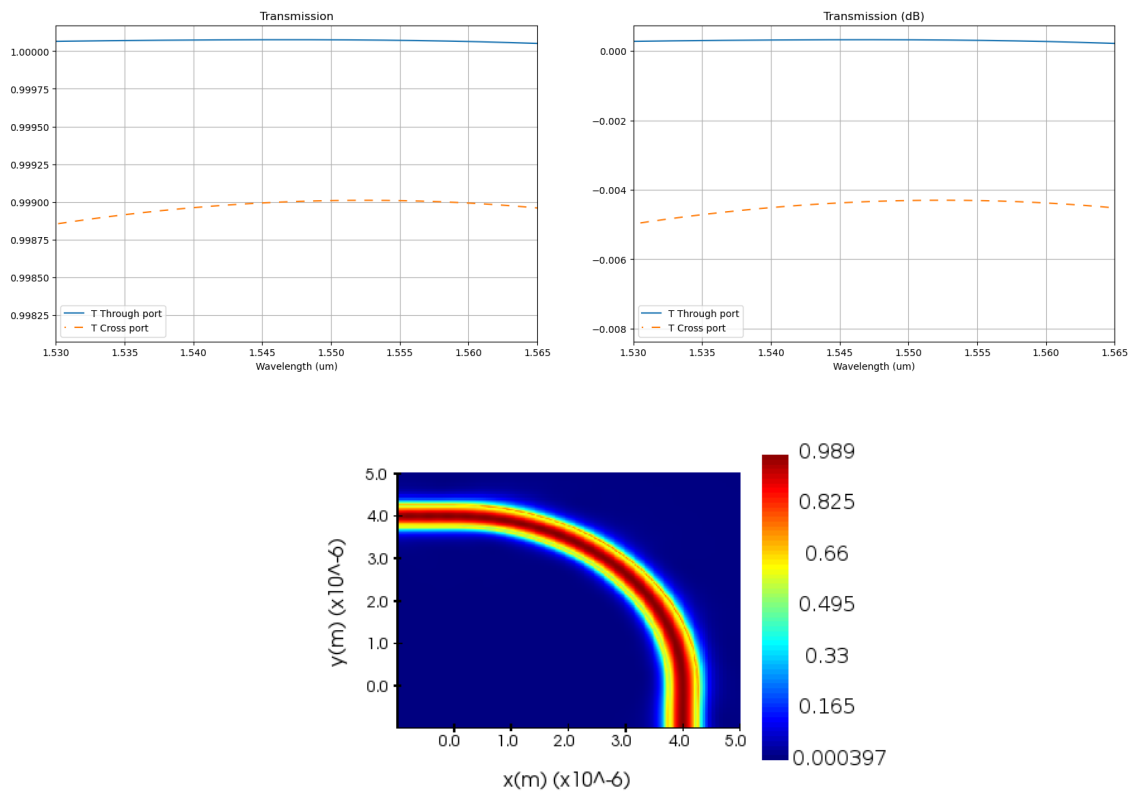 Transmission
1.00000
0.99975
0.99950
0.99925
0.99900
0.99875
0.99850
0.99825
T Through port
T Cross port
1.530 1.535 1.540 1.545 1.550 1.555 1.560 1.565
Wavelength (um)
Transmission (dB)
0.000
−0.002
−0.004
−0.006
−0.008
T Through port
T Cross port
1.530 1.535 1.540 1.545 1.550 1.555 1.560 1.565
Wavelength (um)
5.0
4.0
3.0
2.0
1.0
0.0
y(m) (x10^-6)
0.0 1.0 2.0 3.0 4.0 5.0
x(m) (x10^-6)
0.989
0.825
0.66
0.495
0.33
0.165
0.000397